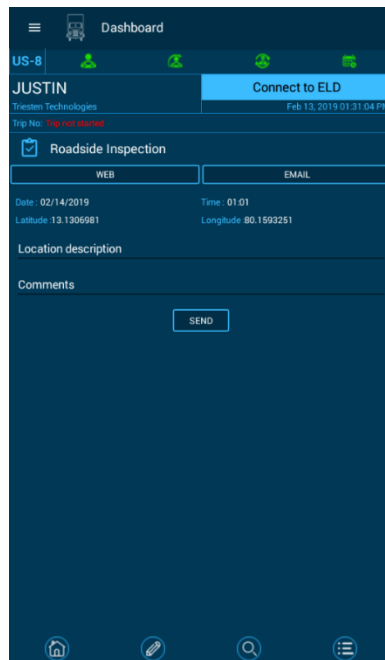 Dashboard
US-8
JUSTIN
Connect to ELD
Triesten Technologies
Feb 13, 2019 01:31:04 PM
Trip No: Trip not started
Roadside Inspection
WEB
EMAIL
Date : 02/14/2019
Time : 01:01
Latitude :13.1306981
Longitude :80.1593251
Location description
Comments
SEND